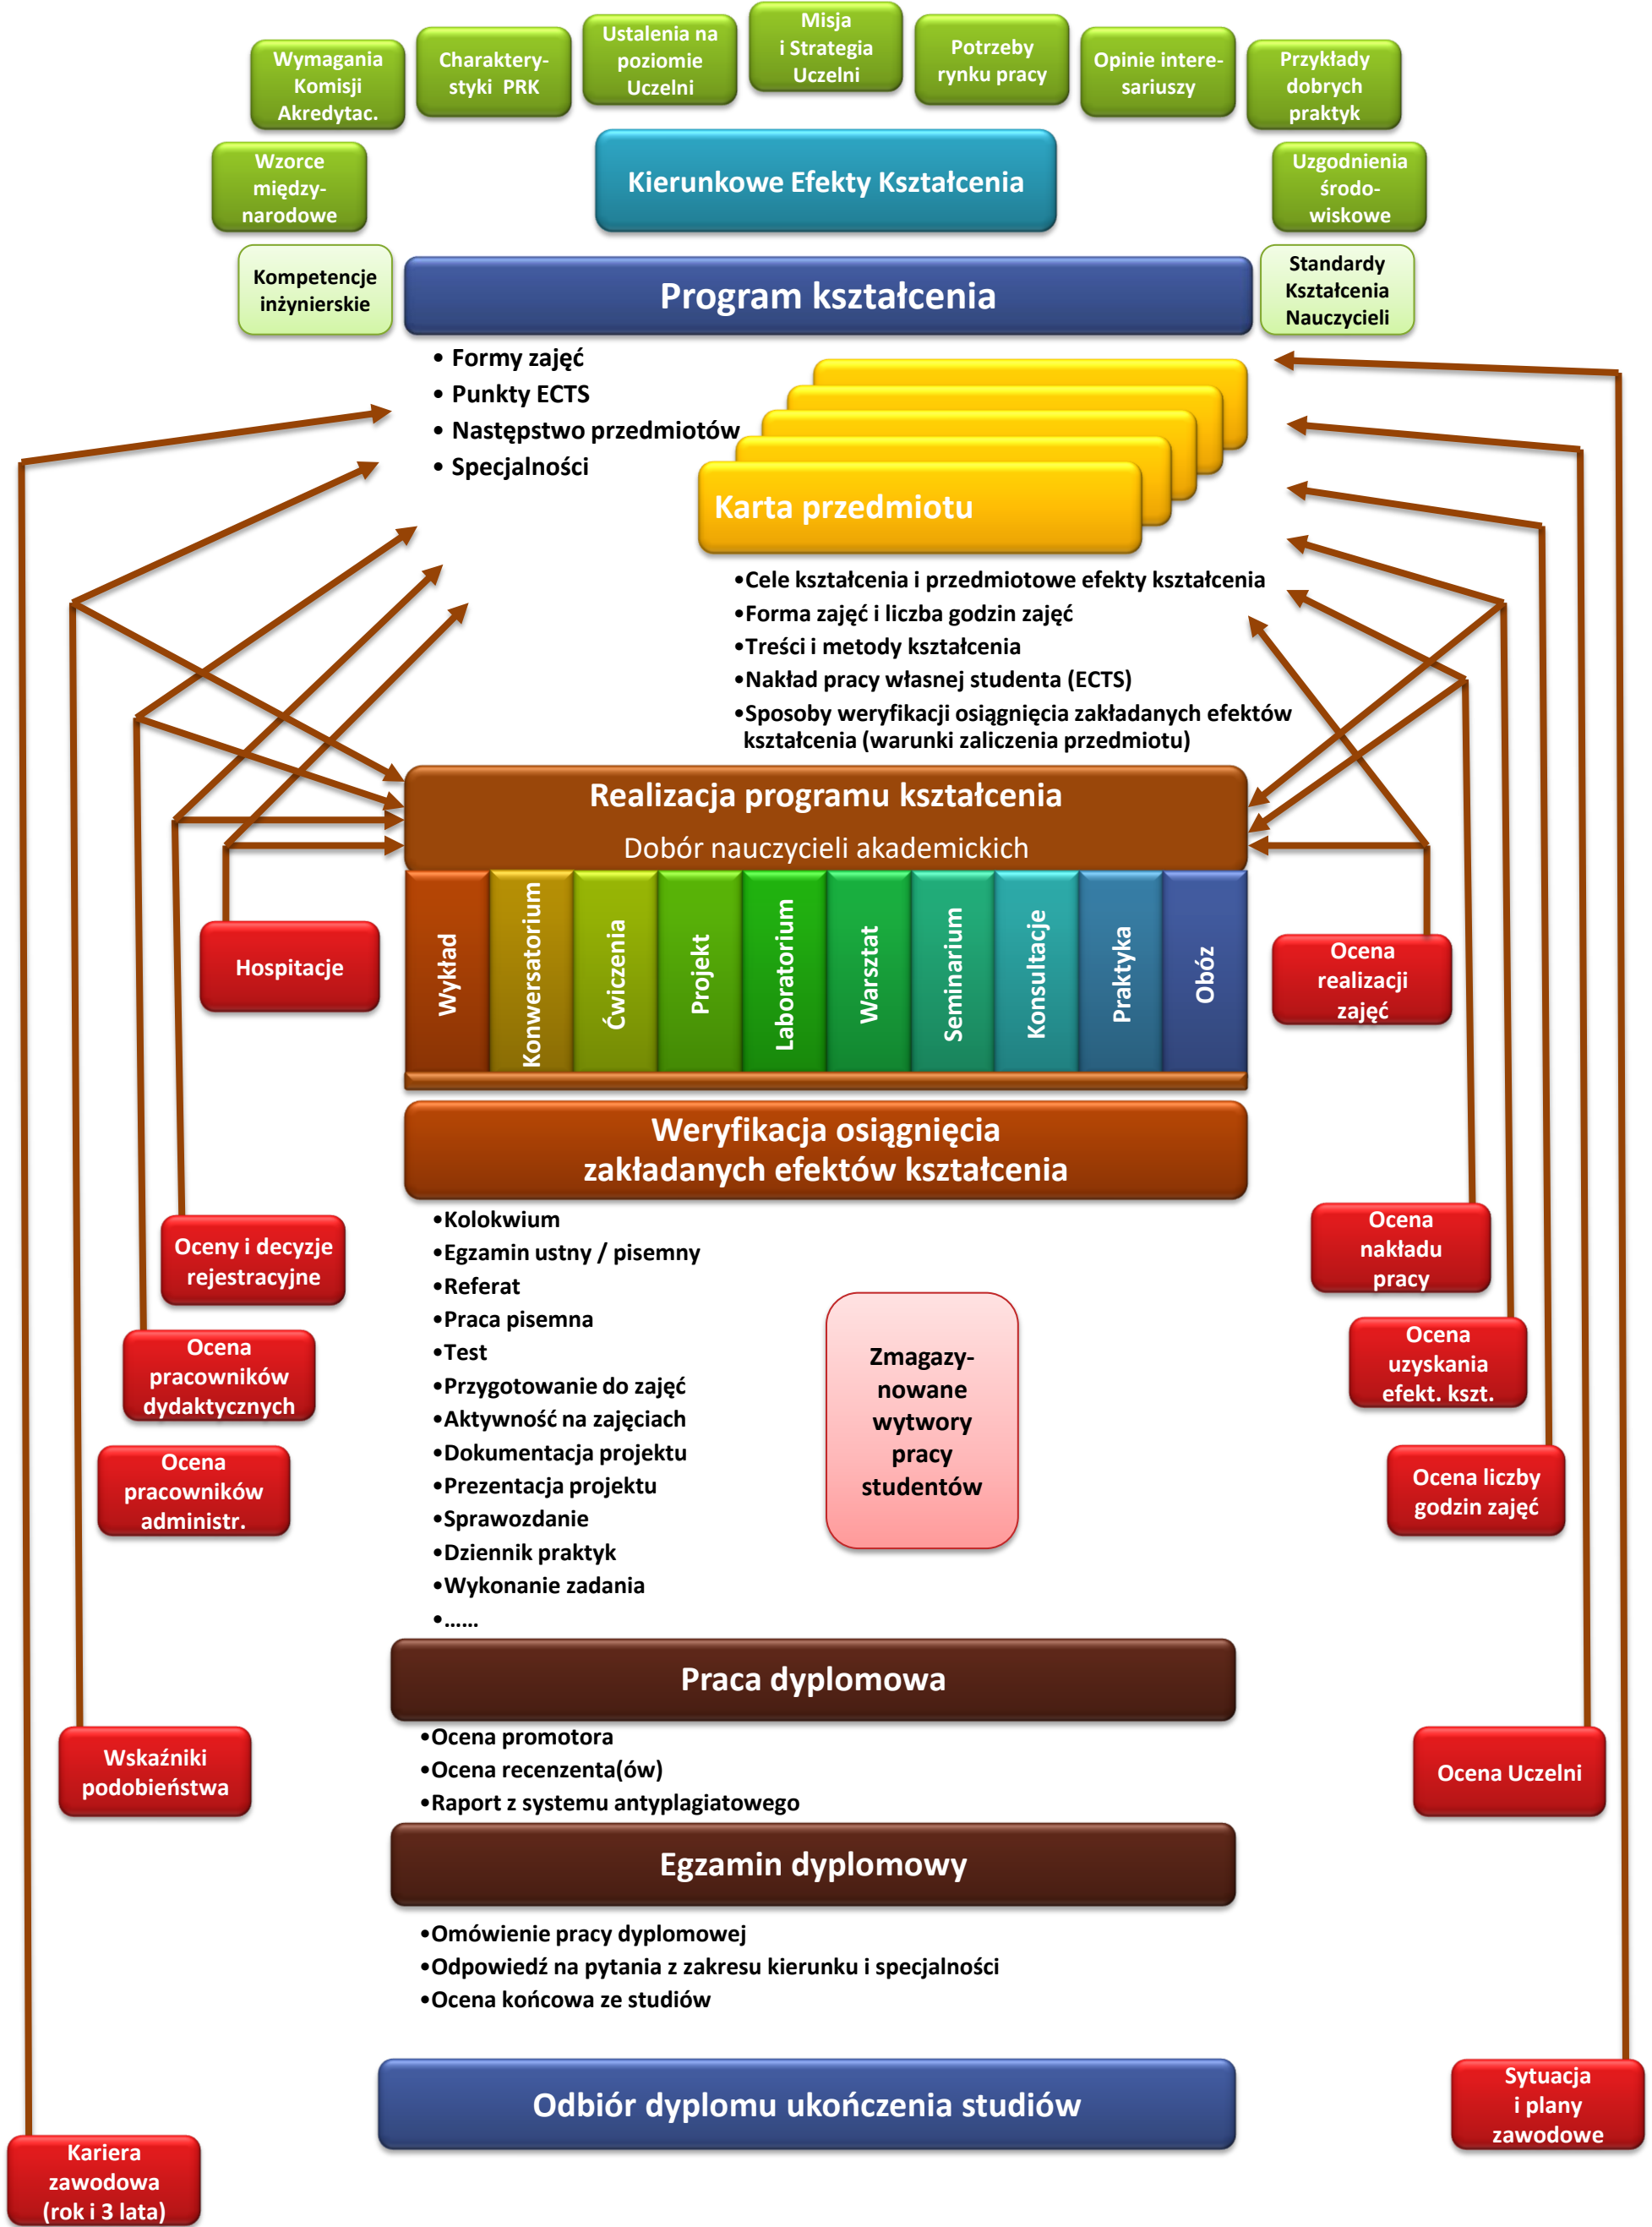 Misja
i Strategia
Uczelni
Ustalenia na
poziomie
Uczelni
Potrzeby
rynku pracy
Charaktery-
styki PRK
Opinie intere-
sariuszy
Wymagania
Komisji
Akredytac.
Przykłady
dobrych
praktyk
Wzorce
między-
narodowe
Kierunkowe Efekty Kształcenia
Uzgodnienia
środo-
wiskowe
Kompetencje
inżynierskie
Program kształcenia
Standardy
Kształcenia
Nauczycieli
• Formy zajęć
• Punkty ECTS
• Następstwo przedmiotów
• Specjalności
Karta przedmiotu
•Cele kształcenia i przedmiotowe efekty kształcenia
•Forma zajęć i liczba godzin zajęć
•Treści i metody kształcenia
•Nakład pracy własnej studenta (ECTS)
•Sposoby weryfikacji osiągnięcia zakładanych efektów
kształcenia (warunki zaliczenia przedmiotu)
Realizacja programu kształcenia
Dobór nauczycieli akademickich
Wykład
Konwersatorium
Ćwiczenia
Projekt
Laboratorium
Warsztat
Seminarium
Konsultacje
Praktyka
Obóz
Hospitacje
Ocena
realizacji
zajęć
Weryfikacja osiągnięcia
zakładanych efektów kształcenia
•Kolokwium
•Egzamin ustny / pisemny
•Referat
•Praca pisemna
•Test
•Przygotowanie do zajęć
•Aktywność na zajęciach
•Dokumentacja projektu
•Prezentacja projektu
•Sprawozdanie
•Dziennik praktyk
•Wykonanie zadania
•......
Zmagazy-
nowane
wytwory
pracy
studentów
Oceny i decyzje
rejestracyjne
Ocena
pracowników
dydaktycznych
Ocena
pracowników
administr.
Ocena
nakładu
pracy
Ocena
uzyskania
efekt. kszt.
Ocena liczby
godzin zajęć
Praca dyplomowa
•Ocena promotora
•Ocena recenzenta(ów)
•Raport z systemu antyplagiatowego
Wskaźniki
podobieństwa
Ocena Uczelni
Egzamin dyplomowy
•Omówienie pracy dyplomowej
•Odpowiedź na pytania z zakresu kierunku i specjalności
•Ocena końcowa ze studiów
Odbiór dyplomu ukończenia studiów
Sytuacja
i plany
zawodowe
Kariera
zawodowa
(rok i 3 lata)